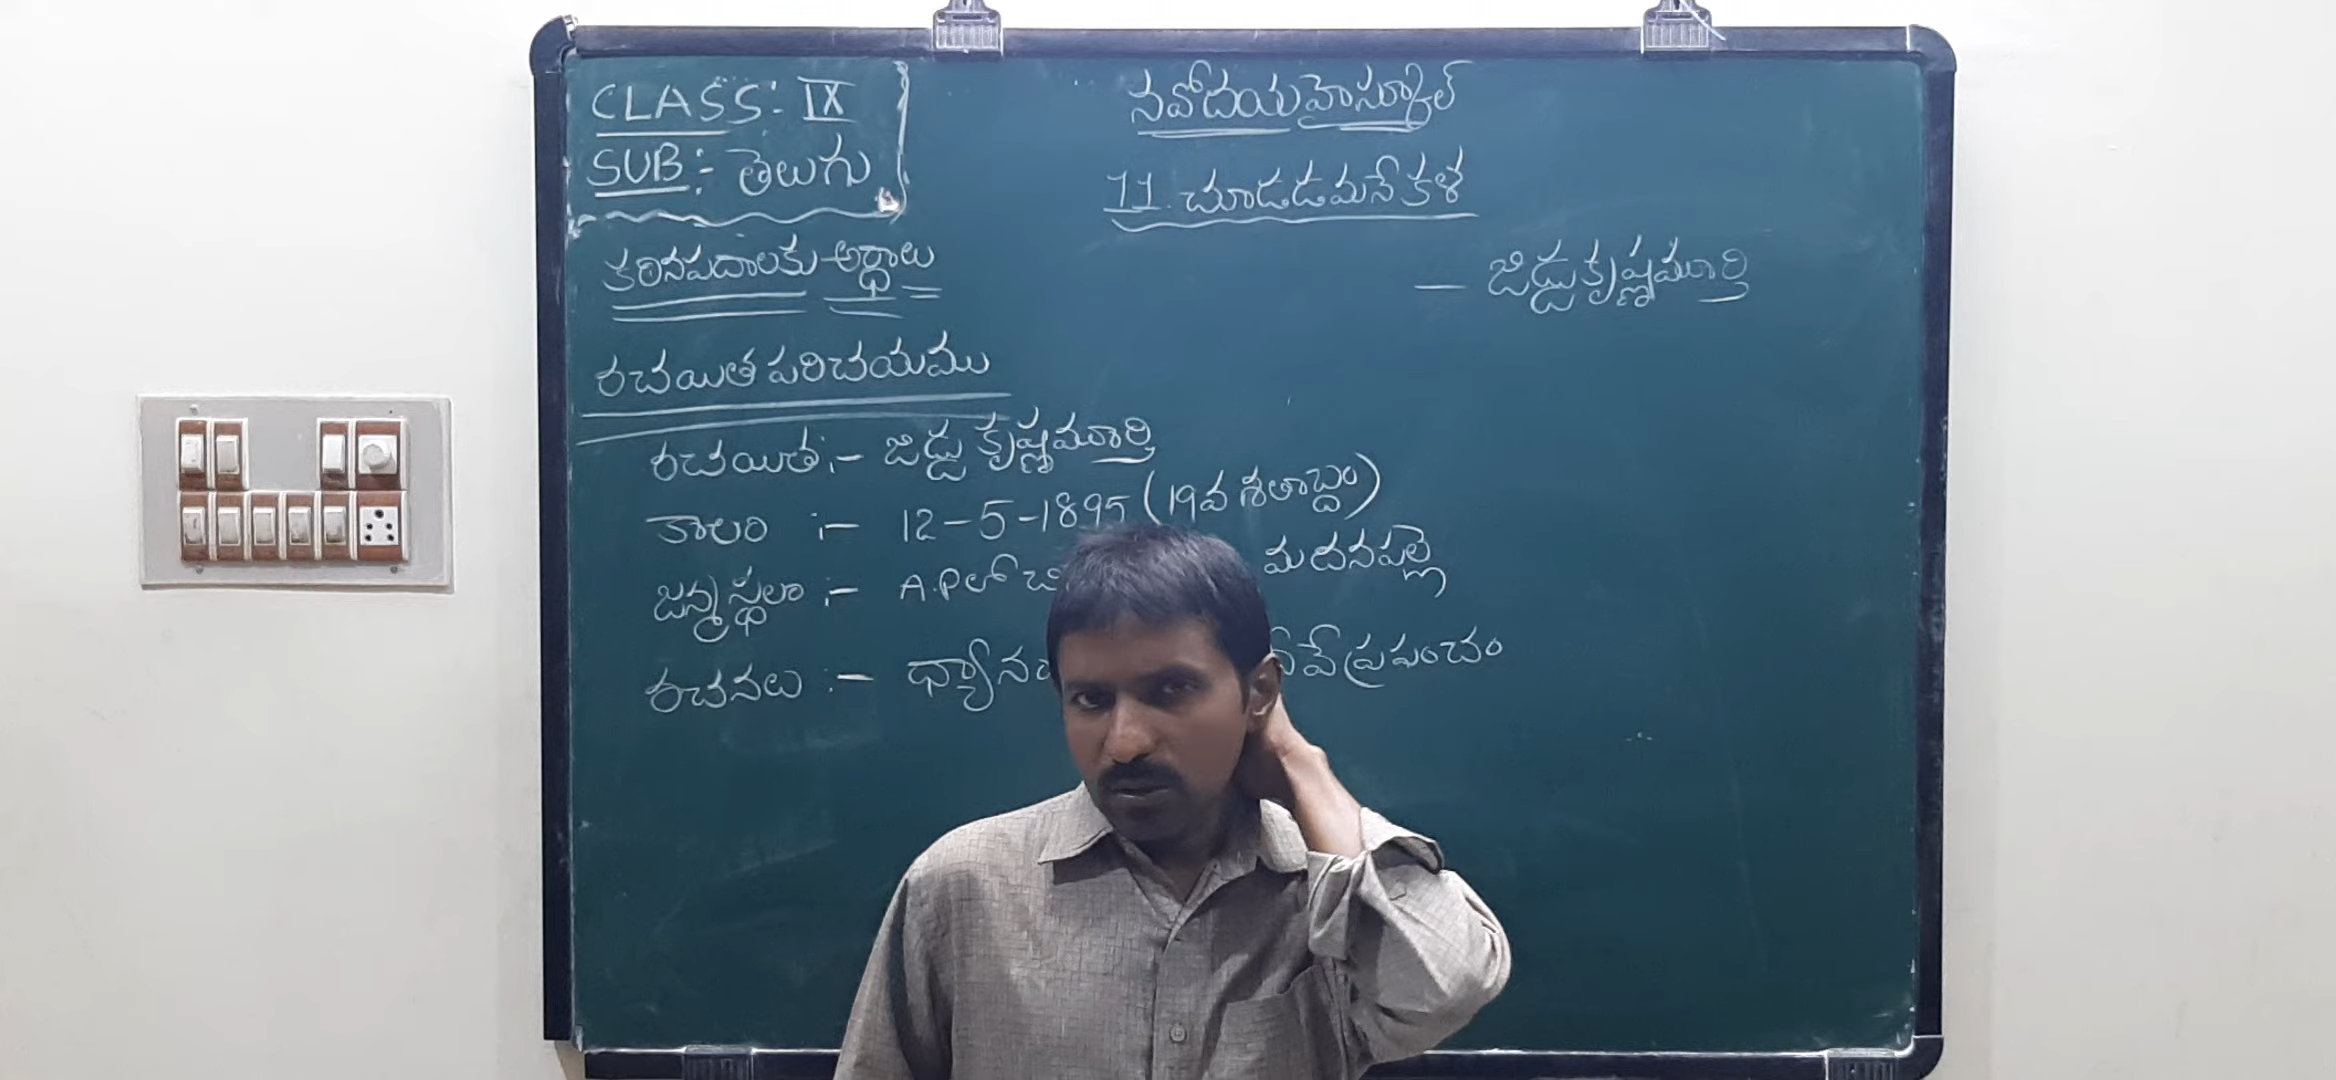 CLASS:- IX
SUB:- తెలుగు
నవోదయహైస్కూల్
11. చూడడమనేకళ
— జిడ్డుకృష్ణమూర్తి
కఠినపదాలకు అర్ధాలు
రచయిత పరిచయము
రచయిత :- జిడ్డు కృష్ణమూర్తి
కాలం :- 12-5-1895 (19వ శతాబ్దం)
జన్మస్థలం :- A.Pలో మదనపల్లె
రచనలు :- ప్రపంచం